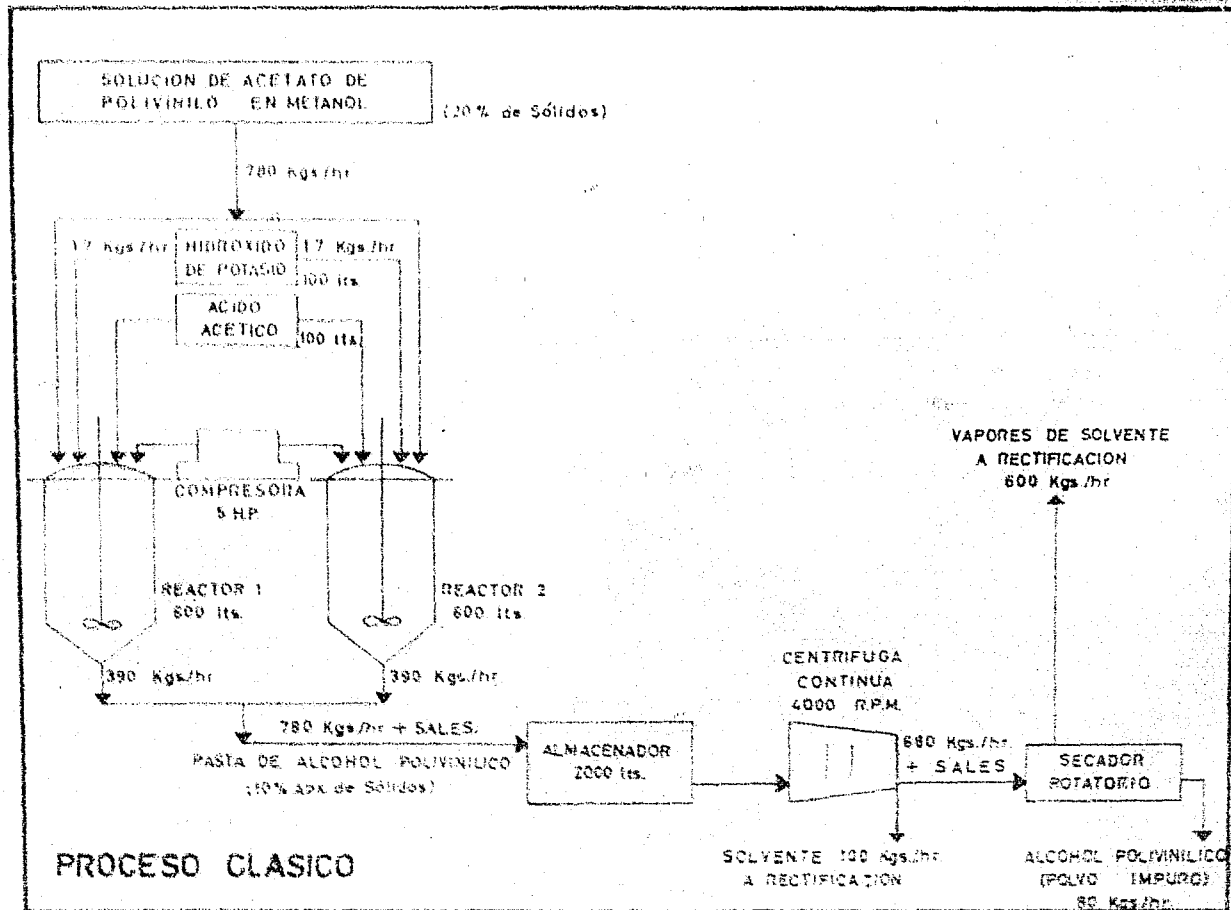 SOLUCION DE ACETATO DE
POLIVINILO EN METANOL
(20% de Sólidos)
780 Kgs/hr
17 Kgs/hr
HIDROXIDO
DE POTASIO
17 Kgs/hr
100 lts
ACIDO
ACETICO
100 lts
COMPRESORA
5 H.P.
REACTOR 1
600 lts.
REACTOR 2
600 lts.
390 Kgs/hr
390 Kgs/hr
780 Kgs/hr + SALES.
PASTA DE ALCOHOL POLIVINILICO
(10% apx de Sólidos)
ALMACENADOR
2000 lts.
CENTRIFUGA
CONTINUA
4000 R.P.M.
680 Kgs./hr.
+ SALES
SECADOR
ROTATORIO
VAPORES DE SOLVENTE
A RECTIFICACION
600 Kgs./hr
SOLVENTE 100 Kgs./hr.
A RECTIFICACION
ALCOHOL POLIVINILICO
(POLVO IMPURO)
80 Kgs/hr.
PROCESO CLASICO